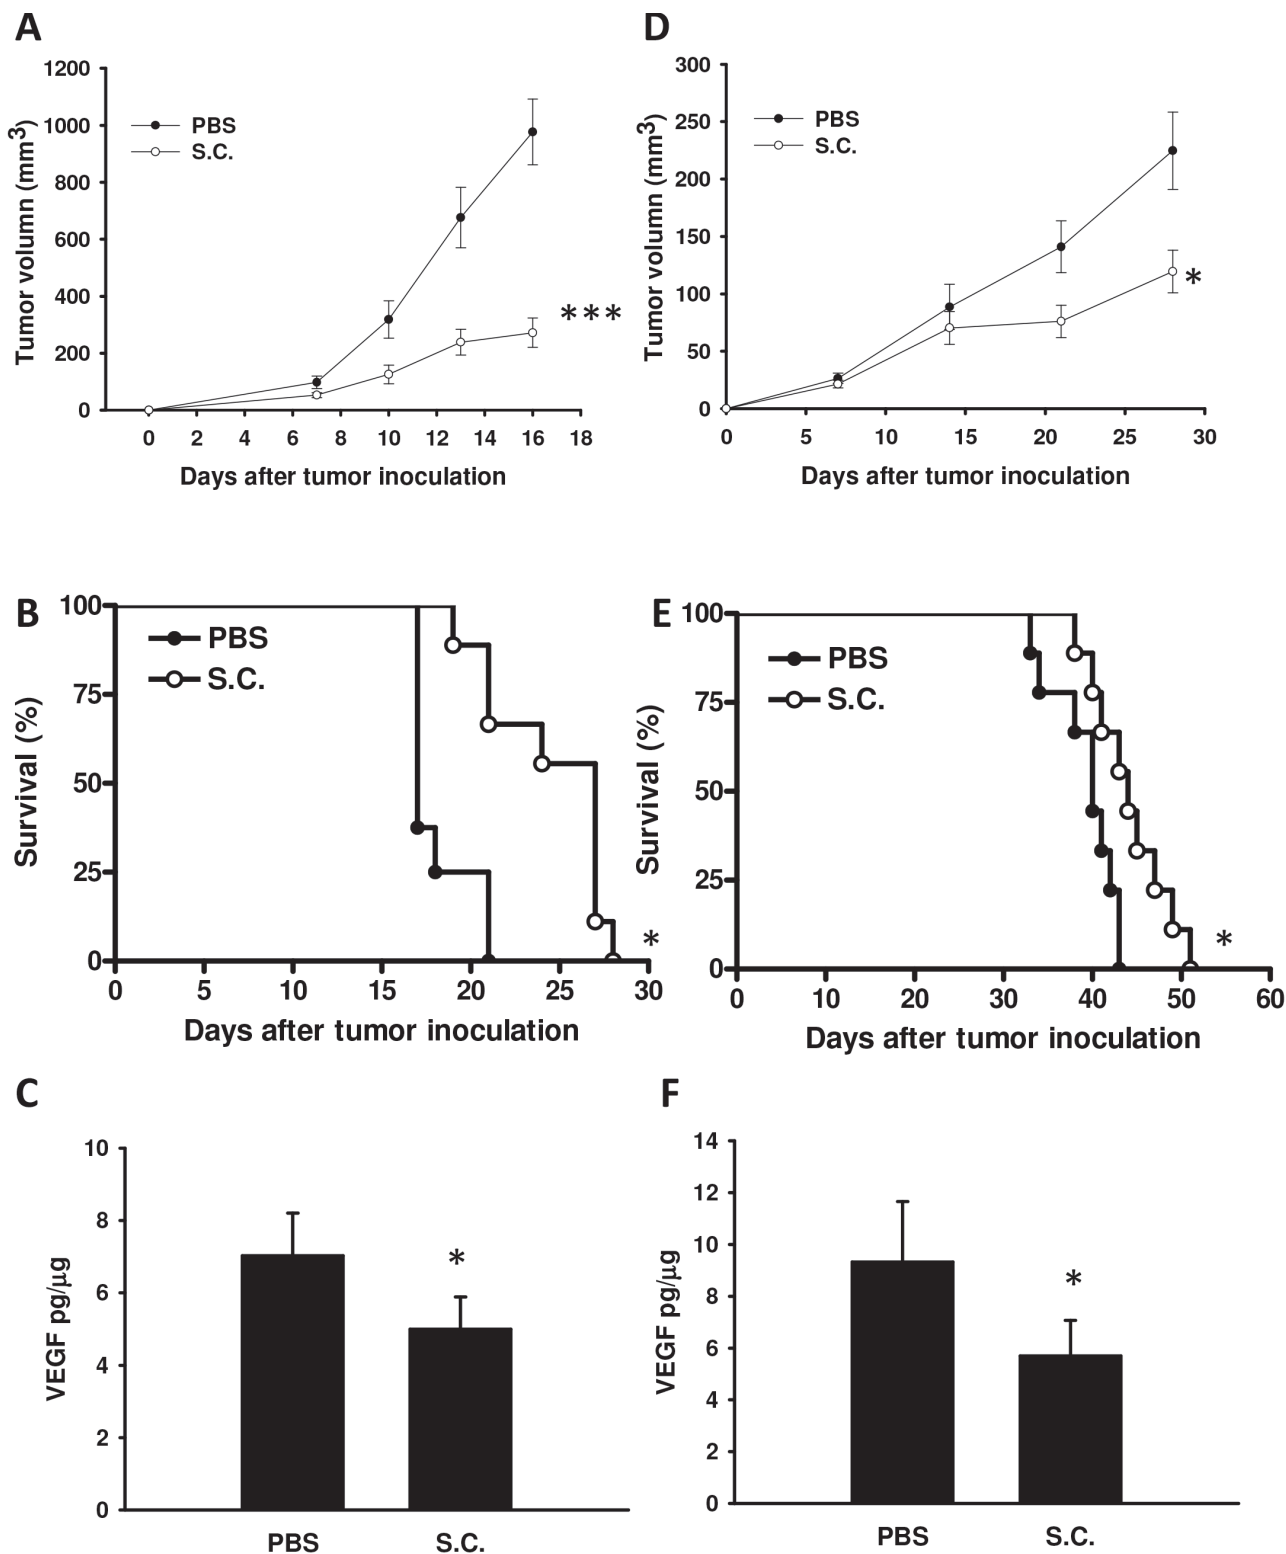 A
1200
1000
800
600
400
200
0
Tumor volumn (mm3)
PBS
S.C.
***
0 2 4 6 8 10 12 14 16 18
Days after tumor inoculation
D
300
250
200
150
100
50
0
Tumor volumn (mm3)
PBS
S.C.
*
0 5 10 15 20 25 30
Days after tumor inoculation
B
100
75
50
25
0
Survival (%)
PBS
S.C.
*
0 5 10 15 20 25 30
Days after tumor inoculation
E
100
75
50
25
0
Survival (%)
PBS
S.C.
*
0 10 20 30 40 50 60
Days after tumor inoculation
C
10
8
6
4
2
0
VEGF pg/µg
*
PBS S.C.
F
14
12
10
8
6
4
2
0
VEGF pg/µg
*
PBS S.C.